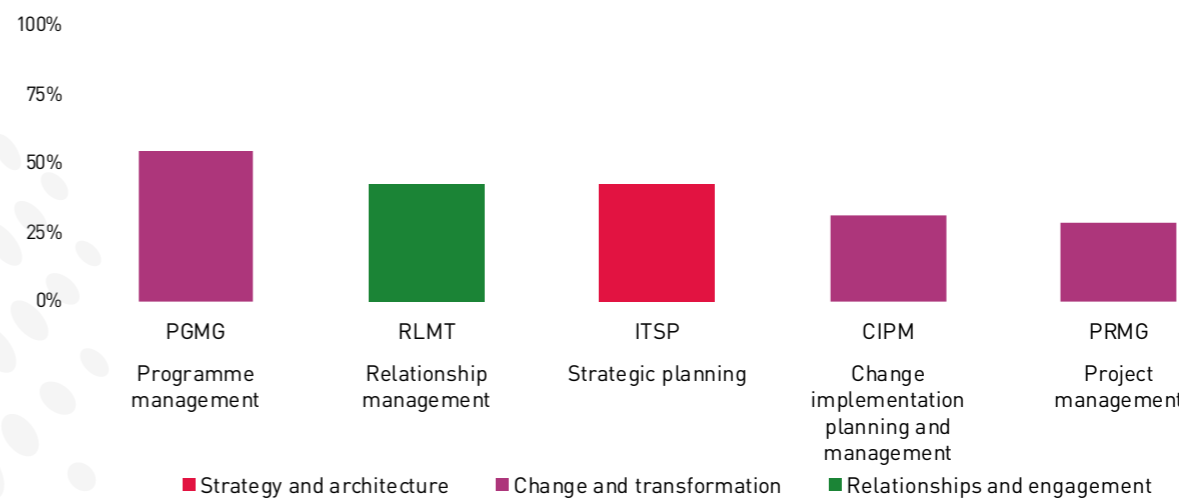 100%
75%
50%
25%
0%
PGMG
RLMT
ITSP
CIPM
PRMG
Programme
management
Relationship
management
Strategic planning
Change
implementation
planning and
management
Project
management
Strategy and architecture
Change and transformation
Relationships and engagement